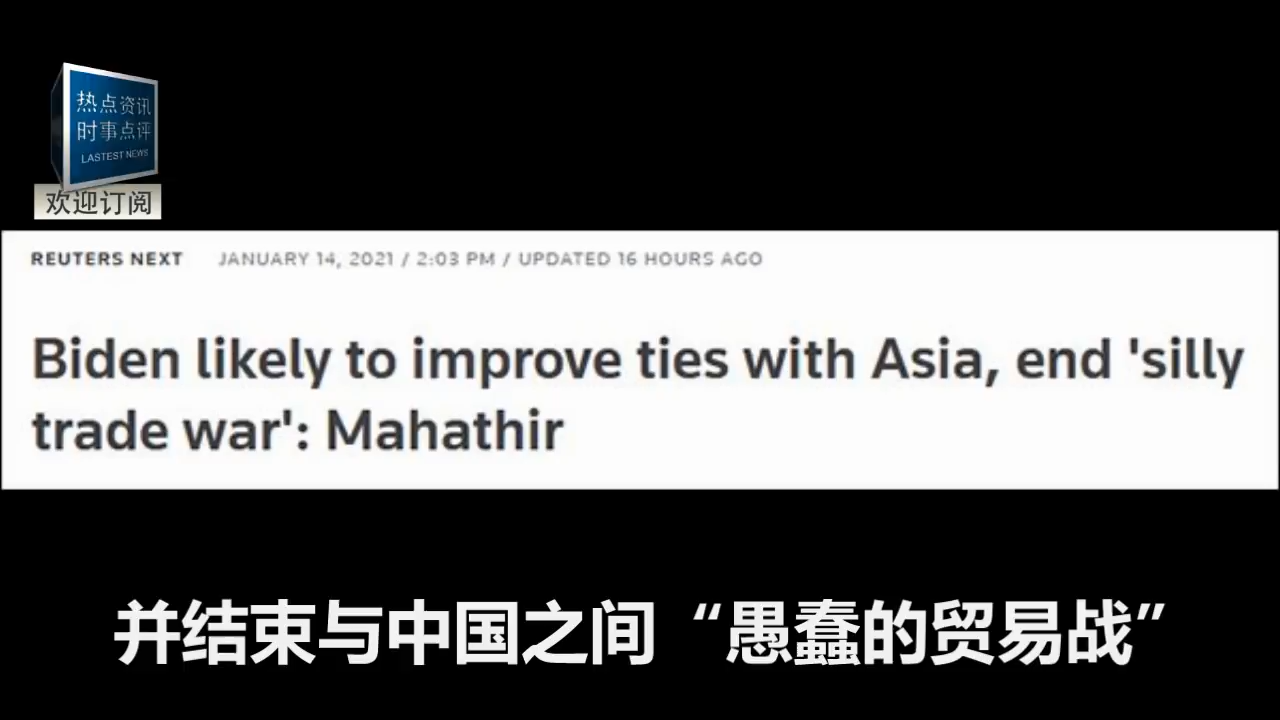 热点资讯
时事点评
LASTEST NEWS
欢迎订阅
REUTERS NEXT JANUARY 14, 2021 / 2:03 PM / UPDATED 16 HOURS AGO
Biden likely to improve ties with Asia, end 'silly
trade war': Mahathir
并结束与中国之间“愚蠢的贸易战”